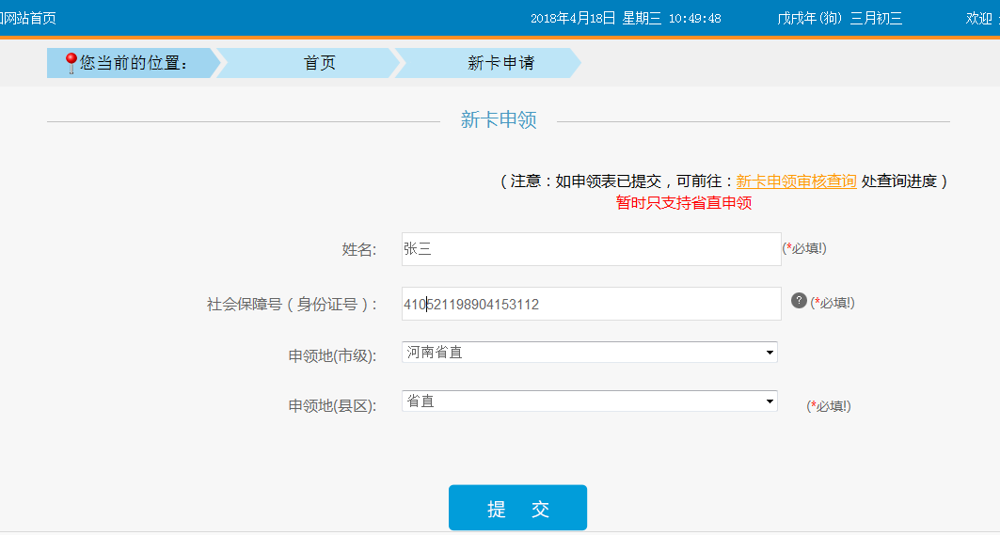 网站首页 2018年4月18日 星期三 10:49:48 戊戌年(狗) 三月初三 欢迎
您当前的位置： 首页 新卡申请
新卡申领
(注意：如申领表已提交，可前往：新卡申领审核查询 处查询进度)
暂时只支持省直申领
姓名: 张三 (*必填!)
社会保障号(身份证号): 410521198904153112 ? (*必填!)
申领地(市级): 河南省直
申领地(县区): 省直 (*必填!)
提 交